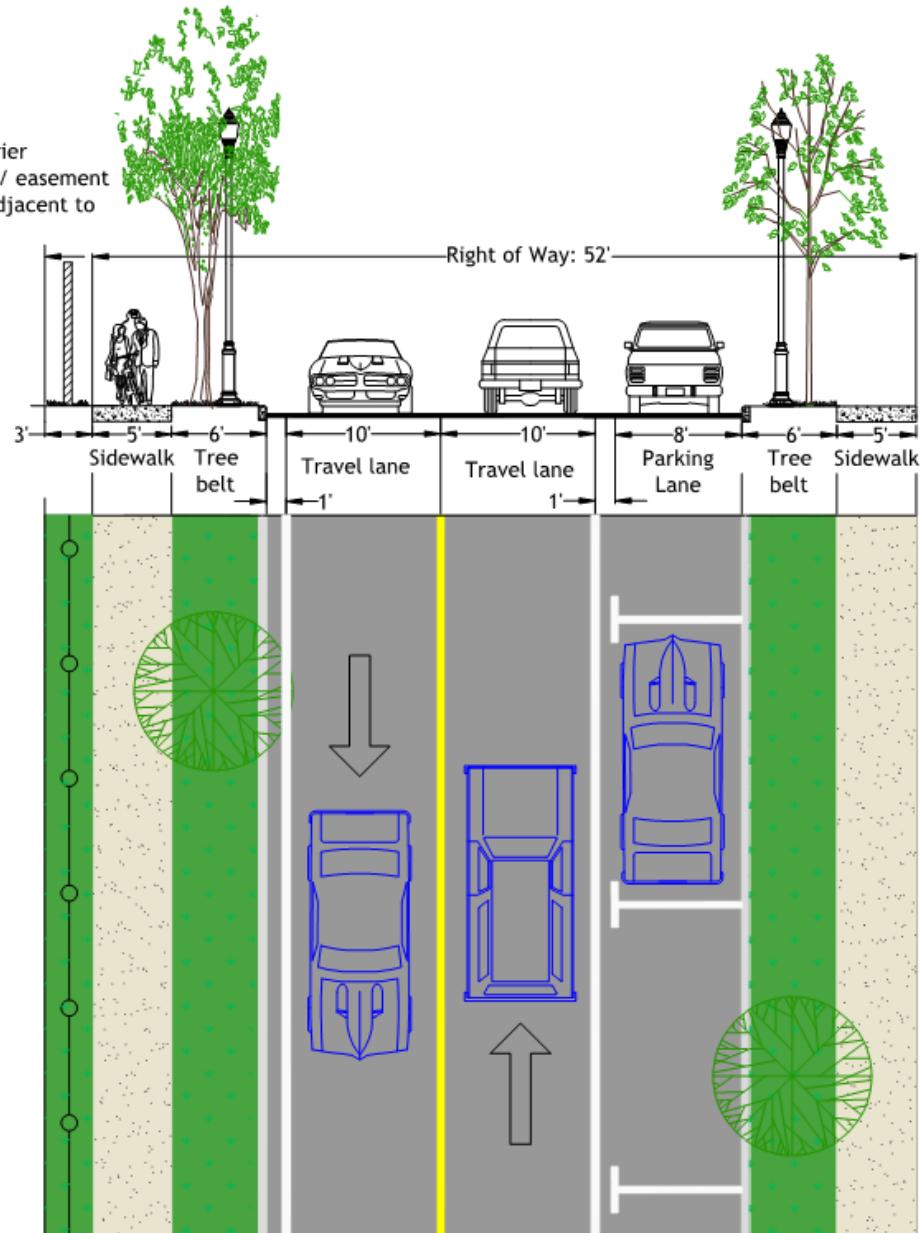 / easement
djacent to
Right of Way: 52'
3' 5' 6' 10' 10' 8' 6' 5'
Sidewalk Tree belt Travel lane Travel lane Parking Lane Tree belt Sidewalk
1' 1'